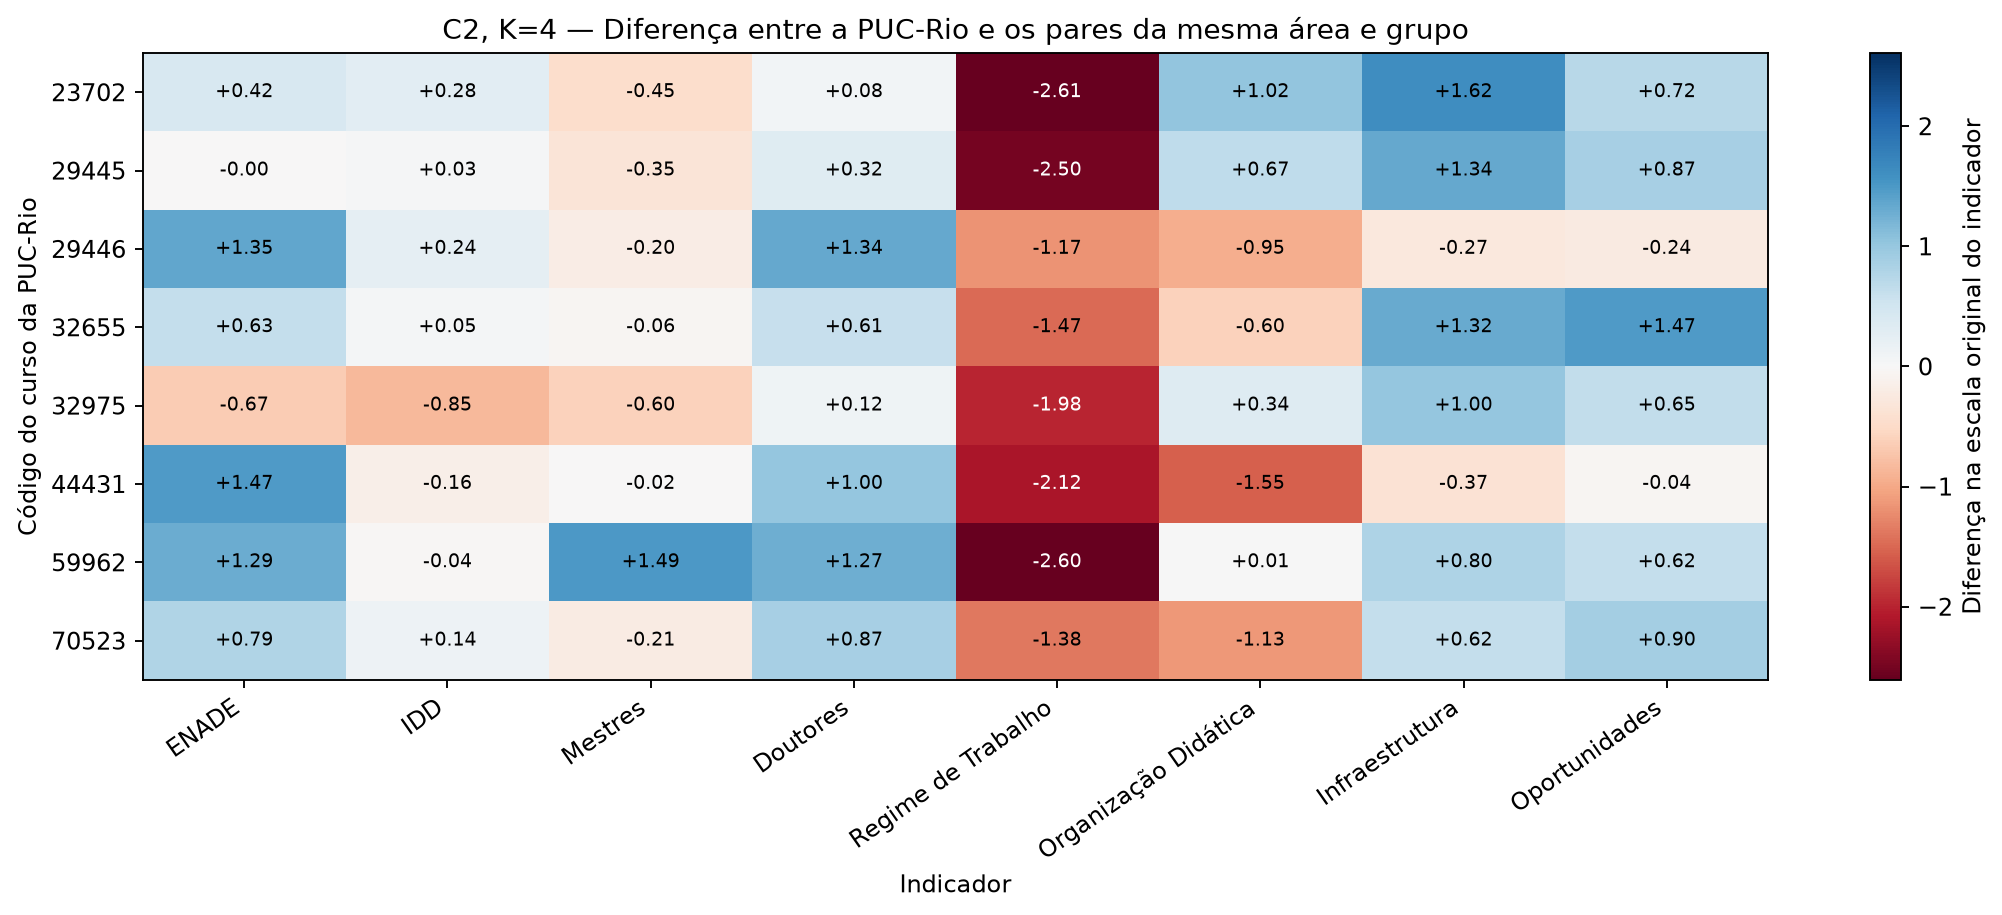 C2, K=4 — Diferença entre a PUC-Rio e os pares da mesma área e grupo
Código do curso da PUC-Rio
23702 +0.42 +0.28 -0.45 +0.08 -2.61 +1.02 +1.62 +0.72
29445 -0.00 +0.03 -0.35 +0.32 -2.50 +0.67 +1.34 +0.87
29446 +1.35 +0.24 -0.20 +1.34 -1.17 -0.95 -0.27 -0.24
32655 +0.63 +0.05 -0.06 +0.61 -1.47 -0.60 +1.32 +1.47
32975 -0.67 -0.85 -0.60 +0.12 -1.98 +0.34 +1.00 +0.65
44431 +1.47 -0.16 -0.02 +1.00 -2.12 -1.55 -0.37 -0.04
59962 +1.29 -0.04 +1.49 +1.27 -2.60 +0.01 +0.80 +0.62
70523 +0.79 +0.14 -0.21 +0.87 -1.38 -1.13 +0.62 +0.90
ENADE
IDD
Mestres
Doutores
Regime de Trabalho
Organização Didática
Infraestrutura
Oportunidades
Indicador
2
1
0
−1
−2
Diferença na escala original do indicador